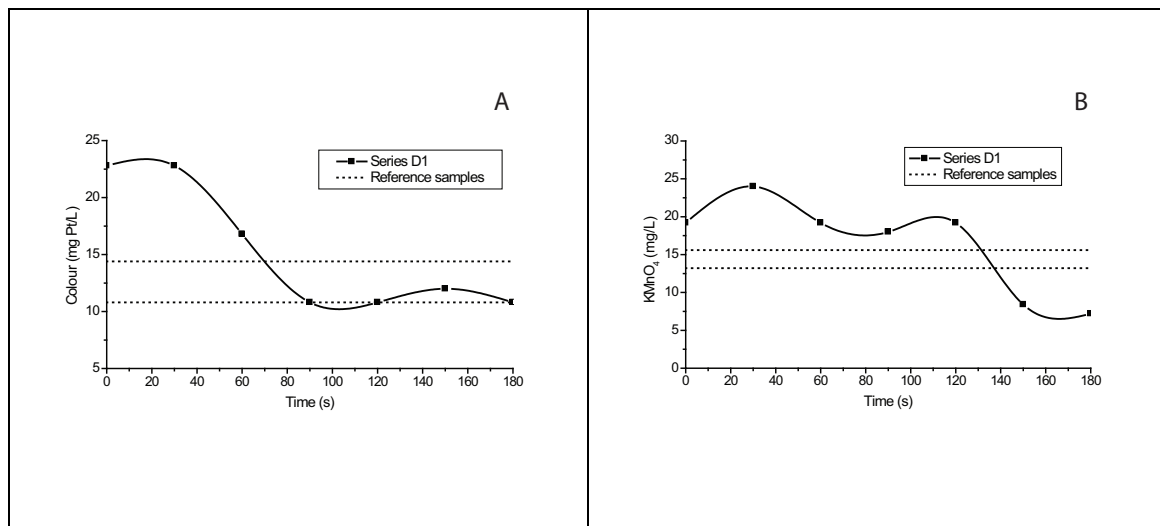 A
25
20
15
10
5
Colour (mg Pt/L)
Series D1
Reference samples
0 20 40 60 80 100 120 140 160 180
Time (s)
B
30
25
20
15
10
5
0
KMnO₄ (mg/L)
Series D1
Reference samples
0 20 40 60 80 100 120 140 160 180
Time (s)